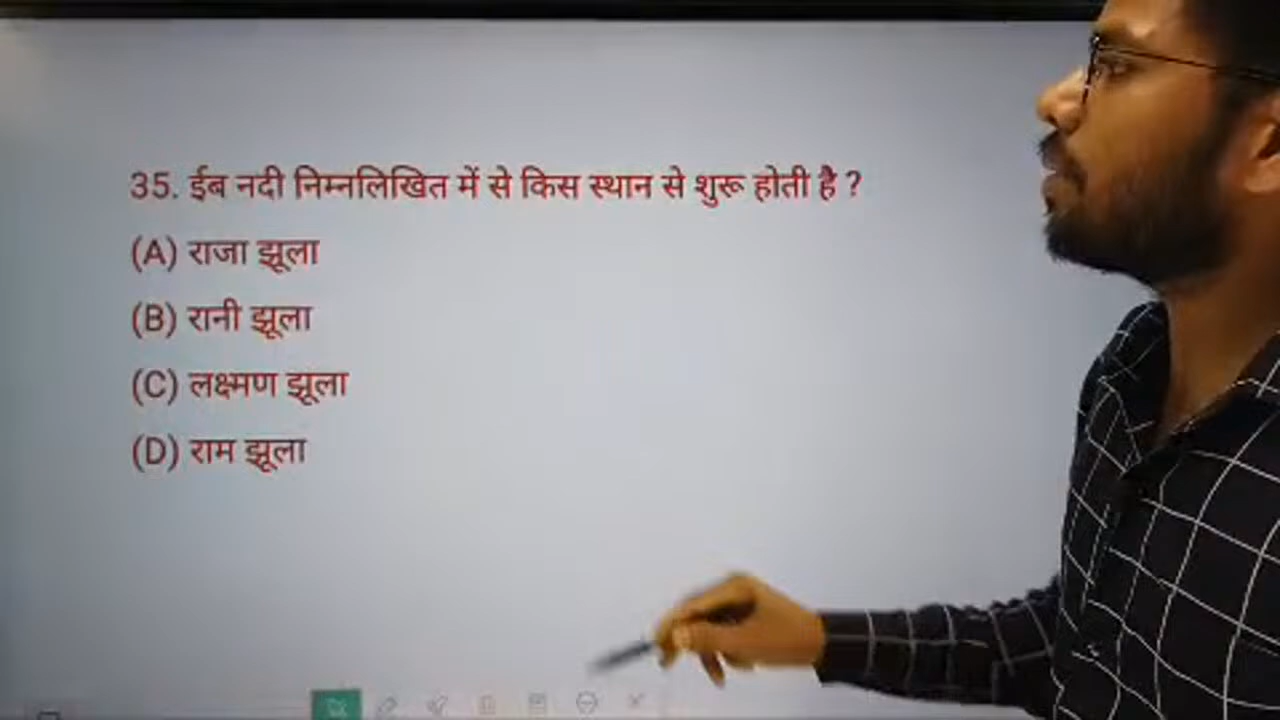 35. ईब नदी निम्नलिखित में से किस स्थान से शुरू होती है ?
(A) राजा झूला
(B) रानी झूला
(C) लक्ष्मण झूला
(D) राम झूला